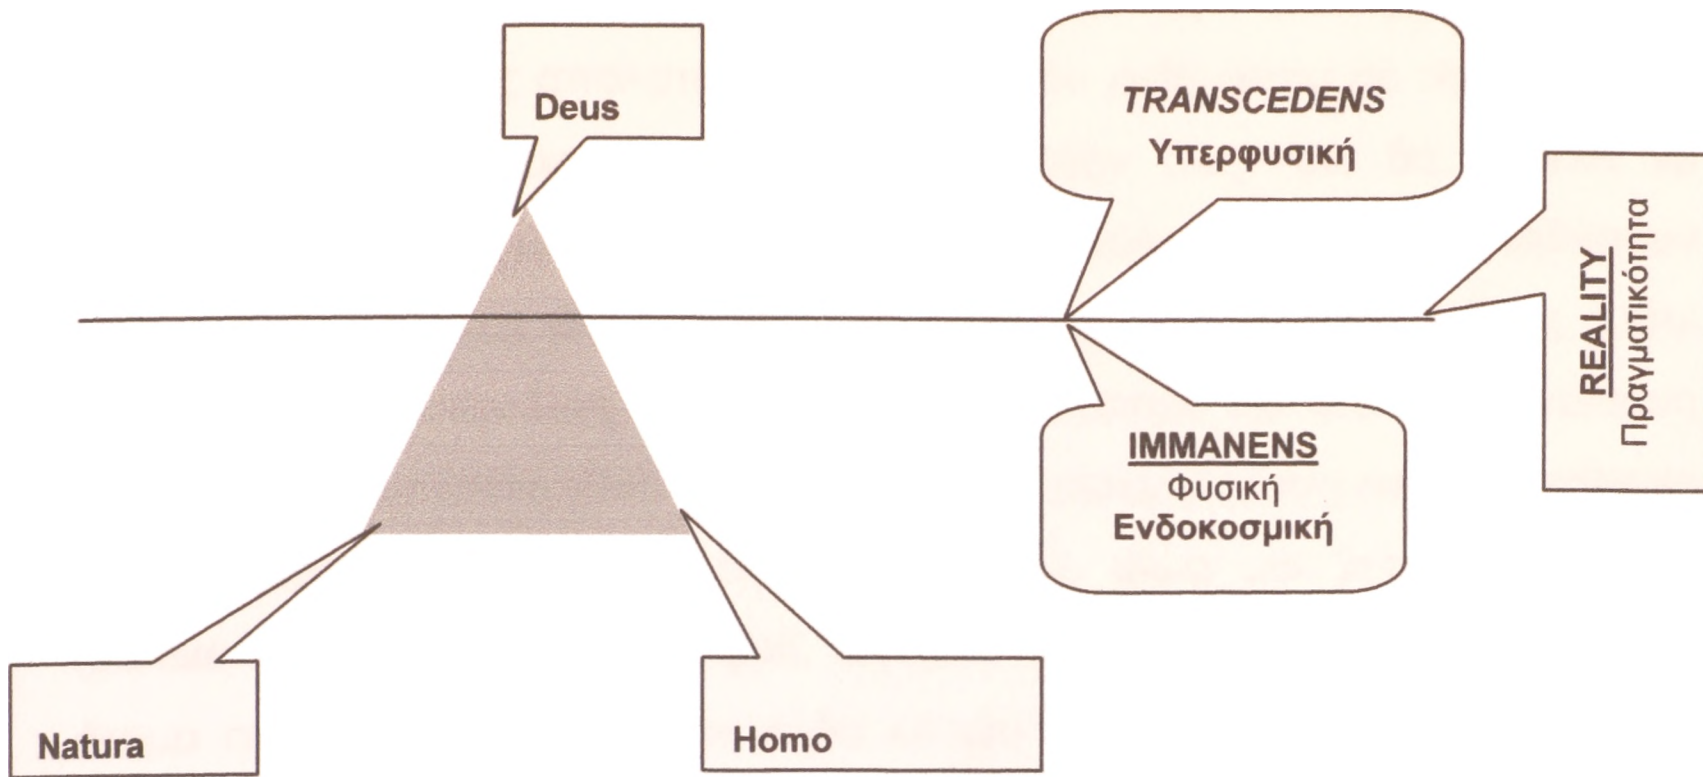 Deus
TRANSCEDENS
Υπερφυσική
REALITY
Πραγματικότητα
IMMANENS
Φυσική
Ενδοκοσμική
Natura
Homo